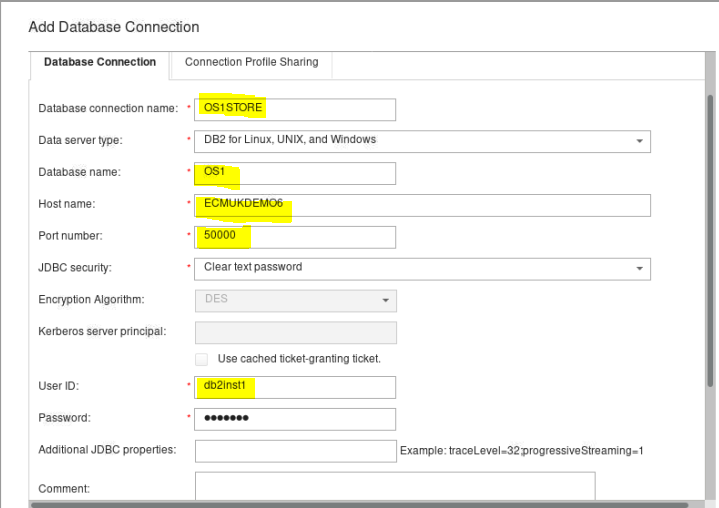 Add Database Connection
Database Connection Connection Profile Sharing
Database connection name: * OS1STORE
Data server type: * DB2 for Linux, UNIX, and Windows
Database name: * OS1
Host name: * ECMUKDEMO6
Port number: * 50000
JDBC security: * Clear text password
Encryption Algorithm: DES
Kerberos server principal:
Use cached ticket-granting ticket.
User ID: * db2inst1
Password: * ●●●●●●●
Additional JDBC properties: Example: traceLevel=32;progressiveStreaming=1
Comment: